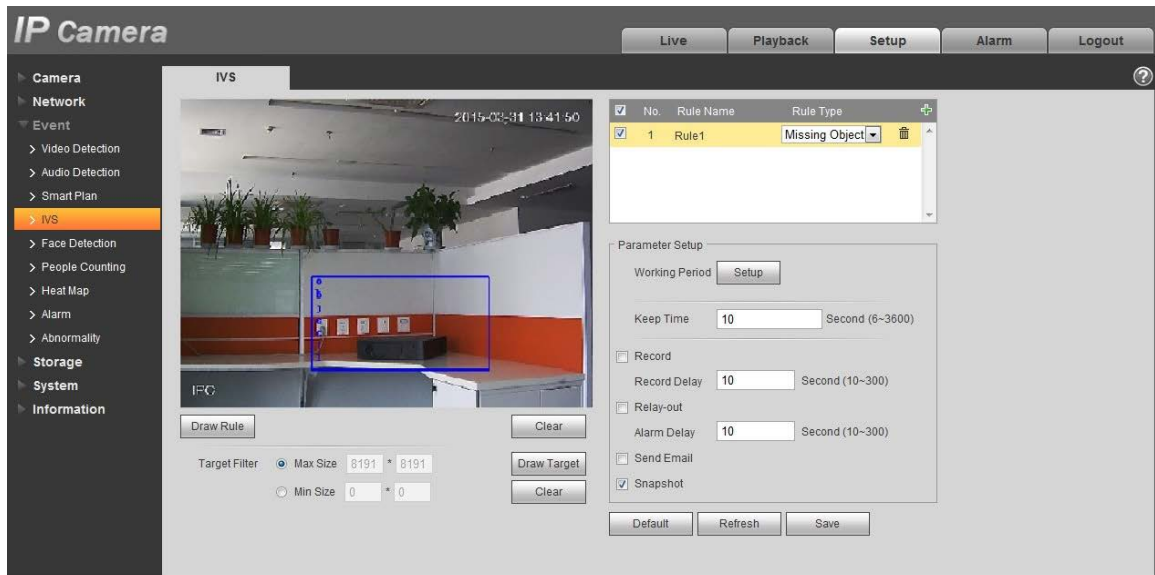 IP Camera
Live
Playback
Setup
Alarm
Logout
Camera
Network
Event
Video Detection
Audio Detection
Smart Plan
IVS
Face Detection
People Counting
Heat Map
Alarm
Abnormality
Storage
System
Information
IVS
2015-03-31 13:41:50
object
IPC
Draw Rule
Clear
Target Filter Max Size 8191 * 8191 Draw Target
Min Size 0 * 0 Clear
No. Rule Name Rule Type
1 Rule1 Missing Object
Parameter Setup
Working Period Setup
Keep Time 10 Second (6~3600)
Record
Record Delay 10 Second (10~300)
Relay-out
Alarm Delay 10 Second (10~300)
Send Email
Snapshot
Default Refresh Save